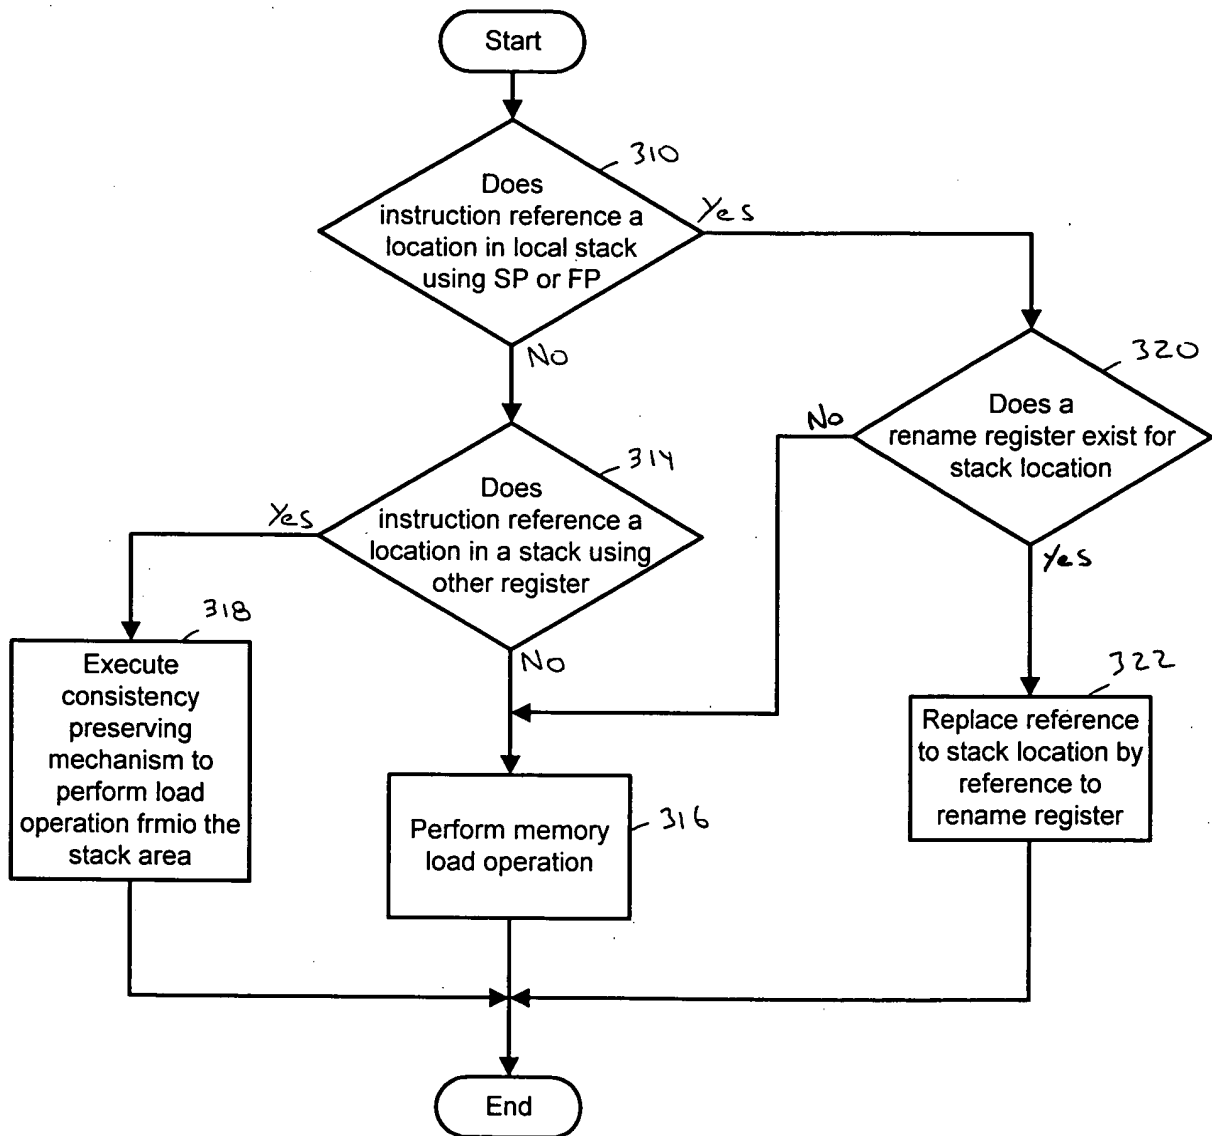 Start
310
Does
instruction reference a
location in local stack
using SP or FP
Yes
No
320
Does a
rename register exist for
stack location
No
Yes
314
Does
instruction reference a
location in a stack using
other register
Yes
No
318
Execute
consistency
preserving
mechanism to
perform load
operation frmio the
stack area
316
Perform memory
load operation
322
Replace reference
to stack location by
reference to
rename register
End